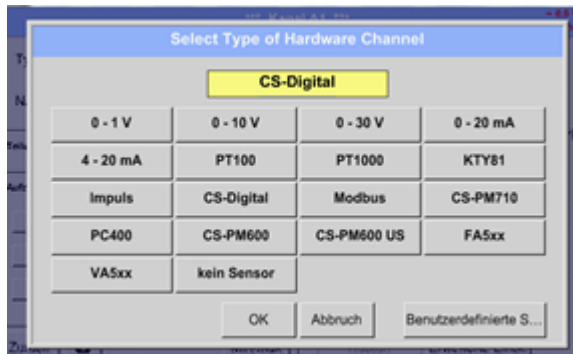 *** Kanal A1 ***
Select Type of Hardware Channel
CS-Digital
0 - 1 V 0 - 10 V 0 - 30 V 0 - 20 mA
4 - 20 mA PT100 PT1000 KTY81
Impuls CS-Digital Modbus CS-PM710
PC400 CS-PM600 CS-PM600 US FA5xx
VA5xx kein Sensor
OK Abbruch Benutzerdefinierte S...